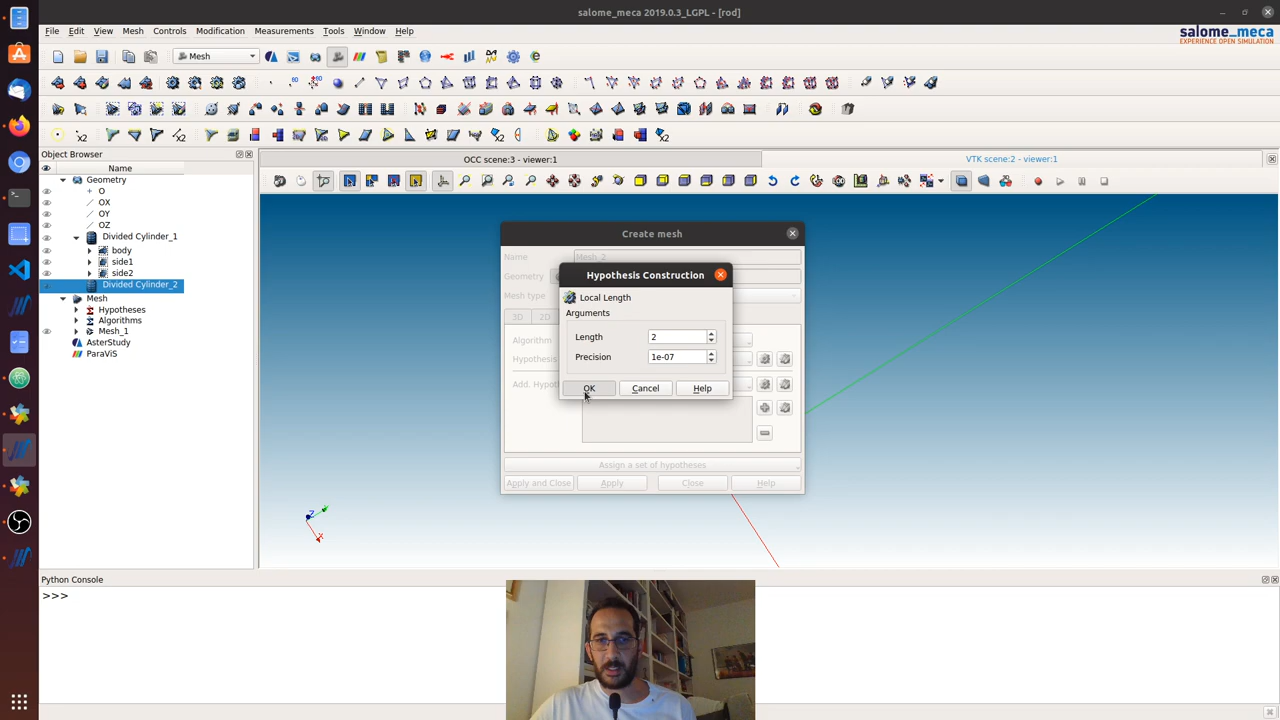 salome_meca 2019.0.3_LGPL - [rod]
File Edit View Mesh Controls Visualization Modification Measurements Tools Window Help
salome_meca
EXPERIENCE OPEN SIMULATION
Mesh
Object Browser
Name
Geometry
O
OX
OY
OZ
Divided Cylinder_1
body
side1
side2
Divided Cylinder_2
Mesh
Hypotheses
Algorithms
Mesh_1
AsterStudy
ParaViS
OCC scene:3 - viewer:1
VTK scene:2 - viewer:1
Create mesh
Name Mesh_2
Geometry
Mesh type
3D 2D
Algorithm
Hypothesis
Add. Hypot
Assign a set of hypotheses
Apply and Close Apply Close Help
Hypothesis Construction
Local Length
Arguments
Length 2
Precision 1e-07
OK Cancel Help
Z
X
Python Console
>>>